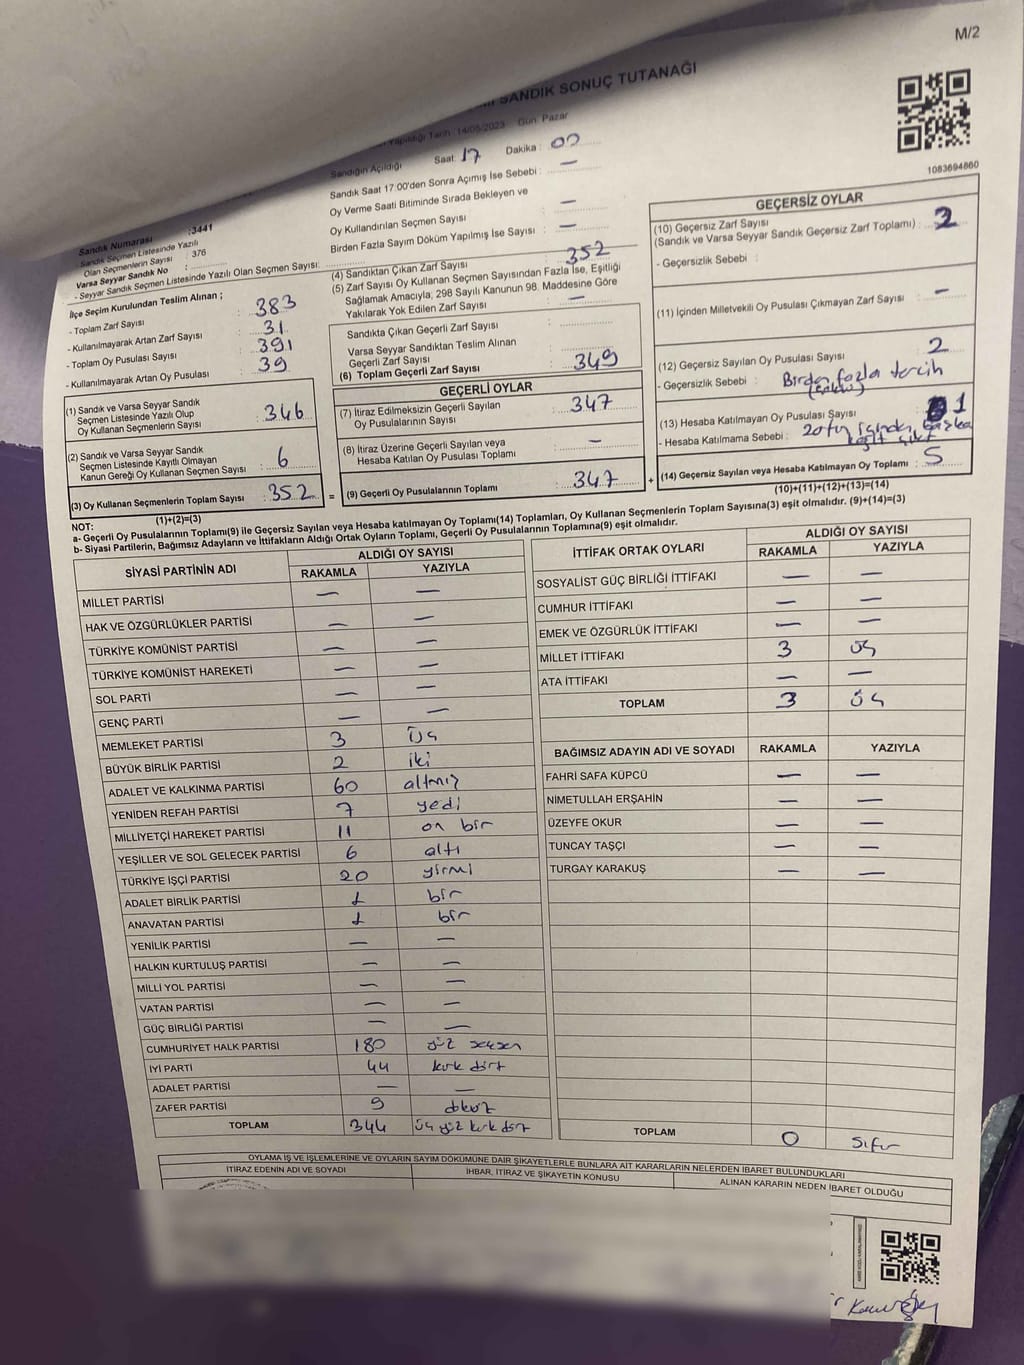 M/2
SANDIK SONUÇ TUTANAĞI
Yapıldığı Tarih : 14/05/2023 Gün: Pazar
Sandığın Açıldığı Saat: 17 Dakika : 00
Sandık Saat 17:00'den Sonra Açımış İse Sebebi : —
Oy Verme Saati Bitiminde Sırada Bekleyen ve
Oy Kullandırılan Seçmen Sayısı : —
Birden Fazla Sayım Döküm Yapılmış İse Sayısı : —
1083694860
Sandık Numarası :3441
Sandık Seçmen Listesinde Yazılı
Olan Seçmenlerin Sayısı : 376
Varsa Seyyar Sandık No :
- Seyyar Sandık Seçmen Listesinde Yazılı Olan Seçmen Sayısı:
İlçe Seçim Kurulundan Teslim Alınan ;
- Toplam Zarf Sayısı : 383
- Kullanılmayarak Artan Zarf Sayısı : 31
- Toplam Oy Pusulası Sayısı : 391
- Kullanılmayarak Artan Oy Pusulası : 39
(1) Sandık ve Varsa Seyyar Sandık
Seçmen Listesinde Yazılı Olup
Oy Kullanan Seçmenlerin Sayısı : 346
(2) Sandık ve Varsa Seyyar Sandık
Seçmen Listesinde Kayıtlı Olmayan
Kanun Gereği Oy Kullanan Seçmen Sayısı : 6
(3) Oy Kullanan Seçmenlerin Toplam Sayısı : 352
(1)+(2)=(3)
(4) Sandıktan Çıkan Zarf Sayısı : 352
(5) Zarf Sayısı Oy Kullanan Seçmen Sayısından Fazla İse, Eşitliği
Sağlamak Amacıyla; 298 Sayılı Kanunun 98. Maddesine Göre
Yakılarak Yok Edilen Zarf Sayısı : —
Sandıkta Çıkan Geçerli Zarf Sayısı :
Varsa Seyyar Sandıktan Teslim Alınan
Geçerli Zarf Sayısı :
(6) Toplam Geçerli Zarf Sayısı : 349
GEÇERLİ OYLAR
(7) İtiraz Edilmeksizin Geçerli Sayılan
Oy Pusulalarının Sayısı : 347
(8) İtiraz Üzerine Geçerli Sayılan veya
Hesaba Katılan Oy Pusulası Toplamı : —
= (9) Geçerli Oy Pusulalarının Toplamı : 347
GEÇERSİZ OYLAR
(10) Geçersiz Zarf Sayısı
(Sandık ve Varsa Seyyar Sandık Geçersiz Zarf Toplamı) : 2
- Geçersizlik Sebebi :
(11) İçinden Milletvekili Oy Pusulası Çıkmayan Zarf Sayısı : —
(12) Geçersiz Sayılan Oy Pusulası Sayısı : 2
- Geçersizlik Sebebi : Birden fazla tercih
(13) Hesaba Katılmayan Oy Pusulası Sayısı : 1
- Hesaba Katılmama Sebebi : zarfın içinden başka
kağıt çıktı
+ (14) Geçersiz Sayılan veya Hesaba Katılmayan Oy Toplamı : 5
(10)+(11)+(12)+(13)=(14)
NOT:
a- Geçerli Oy Pusulalarının Toplamı(9) ile Geçersiz Sayılan veya Hesaba katılmayan Oy Toplamı(14) Toplamları, Oy Kullanan Seçmenlerin Toplam Sayısına(3) eşit olmalıdır. (9)+(14)=(3)
b- Siyasi Partilerin, Bağımsız Adayların ve İttifakların Aldığı Ortak Oyların Toplamı, Geçerli Oy Pusulalarının Toplamına(9) eşit olmalıdır.
SİYASİ PARTİNİN ADI ALDIĞI OY SAYISI
RAKAMLA YAZIYLA
MİLLET PARTİSİ — —
HAK VE ÖZGÜRLÜKLER PARTİSİ — —
TÜRKİYE KOMÜNİST PARTİSİ — —
TÜRKİYE KOMÜNİST HAREKETİ — —
SOL PARTİ — —
GENÇ PARTİ — —
MEMLEKET PARTİSİ 3 üç
BÜYÜK BİRLİK PARTİSİ 2 iki
ADALET VE KALKINMA PARTİSİ 60 altmış
YENİDEN REFAH PARTİSİ 7 yedi
MİLLİYETÇİ HAREKET PARTİSİ 11 on bir
YEŞİLLER VE SOL GELECEK PARTİSİ 6 altı
TÜRKİYE İŞÇİ PARTİSİ 20 yirmi
ADALET BİRLİK PARTİSİ 1 bir
ANAVATAN PARTİSİ 1 bir
YENİLİK PARTİSİ — —
HALKIN KURTULUŞ PARTİSİ — —
MİLLİ YOL PARTİSİ — —
VATAN PARTİSİ — —
GÜÇ BİRLİĞİ PARTİSİ — —
CUMHURİYET HALK PARTİSİ 180 yüz seksen
İYİ PARTİ 44 kırk dört
ADALET PARTİSİ — —
ZAFER PARTİSİ 9 dokuz
TOPLAM 344 üç yüz kırk dört
İTTİFAK ORTAK OYLARI ALDIĞI OY SAYISI
RAKAMLA YAZIYLA
SOSYALİST GÜÇ BİRLİĞİ İTTİFAKI — —
CUMHUR İTTİFAKI — —
EMEK VE ÖZGÜRLÜK İTTİFAKI — —
MİLLET İTTİFAKI 3 üç
ATA İTTİFAKI — —
TOPLAM 3 üç
BAĞIMSIZ ADAYIN ADI VE SOYADI RAKAMLA YAZIYLA
FAHRİ SAFA KÜPCÜ — —
NİMETULLAH ERŞAHİN — —
ÜZEYFE OKUR — —
TUNCAY TAŞÇI — —
TURGAY KARAKUŞ — —
TOPLAM 0 sıfır
OYLAMA İŞ VE İŞLEMLERİNE VE OYLARIN SAYIM DÖKÜMÜNE DAİR ŞİKAYETLERLE BUNLARA AİT KARARLARIN NELERDEN İBARET BULUNDUKLARI
İTİRAZ EDENİN ADI VE SOYADI İHBAR, İTİRAZ VE ŞİKAYETİN KONUSU ALINAN KARARIN NEDEN İBARET OLDUĞU